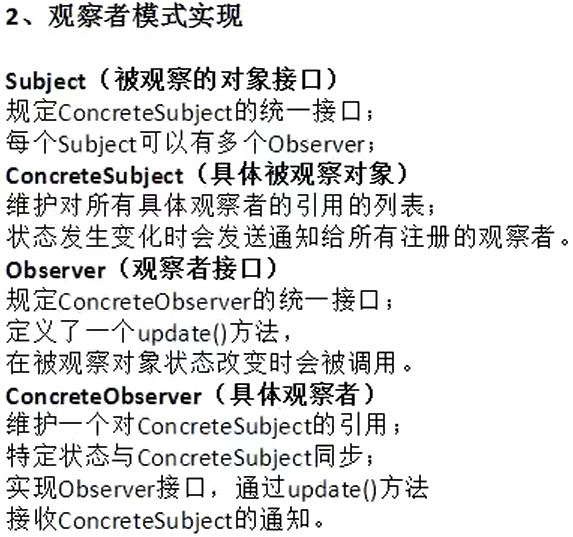 2、观察者模式实现
Subject（被观察的对象接口）
规定ConcreteSubject的统一接口；
每个Subject可以有多个Observer；
ConcreteSubject（具体被观察对象）
维护对所有具体观察者的引用的列表；
状态发生变化时会发送通知给所有注册的观察者。
Observer（观察者接口）
规定ConcreteObserver的统一接口；
定义了一个update()方法，
在被观察对象状态改变时会被调用。
ConcreteObserver（具体观察者）
维护一个对ConcreteSubject的引用；
特定状态与ConcreteSubject同步；
实现Observer接口，通过update()方法
接收ConcreteSubject的通知。